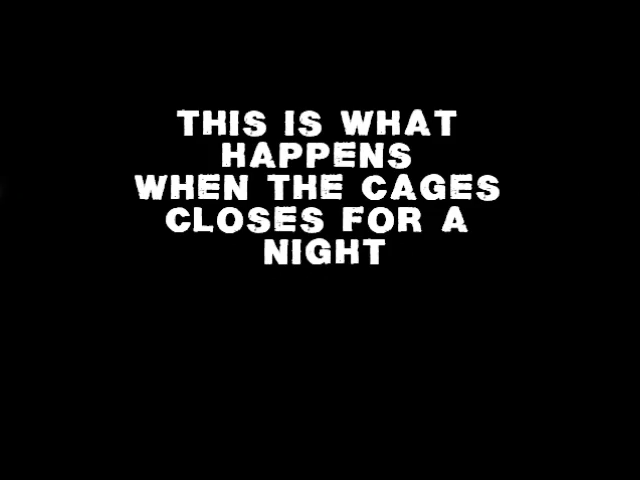 THIS IS WHAT
HAPPENS
WHEN THE CAGES
CLOSES FOR A
NIGHT